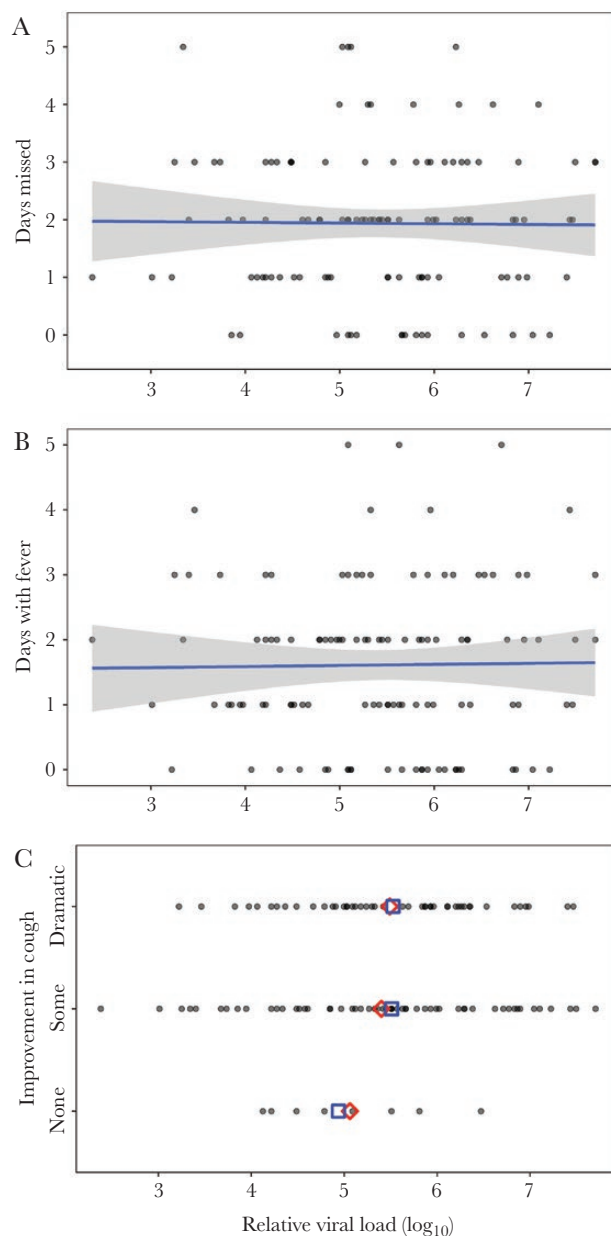 A
Days missed
5
4
3
2
1
0
3 4 5 6 7
B
Days with fever
5
4
3
2
1
0
3 4 5 6 7
C
Improvement in cough
Dramatic
Some
None
3 4 5 6 7
Relative viral load (log10)